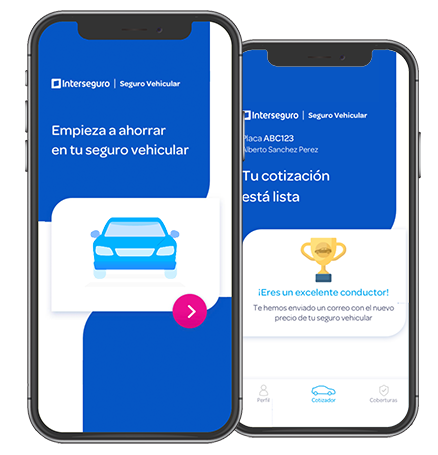 Interseguro | Seguro Vehicular
Empieza a ahorrar
en tu seguro vehicular
Interseguro | Seguro Vehicular
Placa ABC123
Alberto Sanchez Perez
Tu cotización
está lista
¡Eres un excelente conductor!
Te hemos enviado un correo con el nuevo
precio de tu seguro vehicular
Perfil
Cotizador
Coberturas